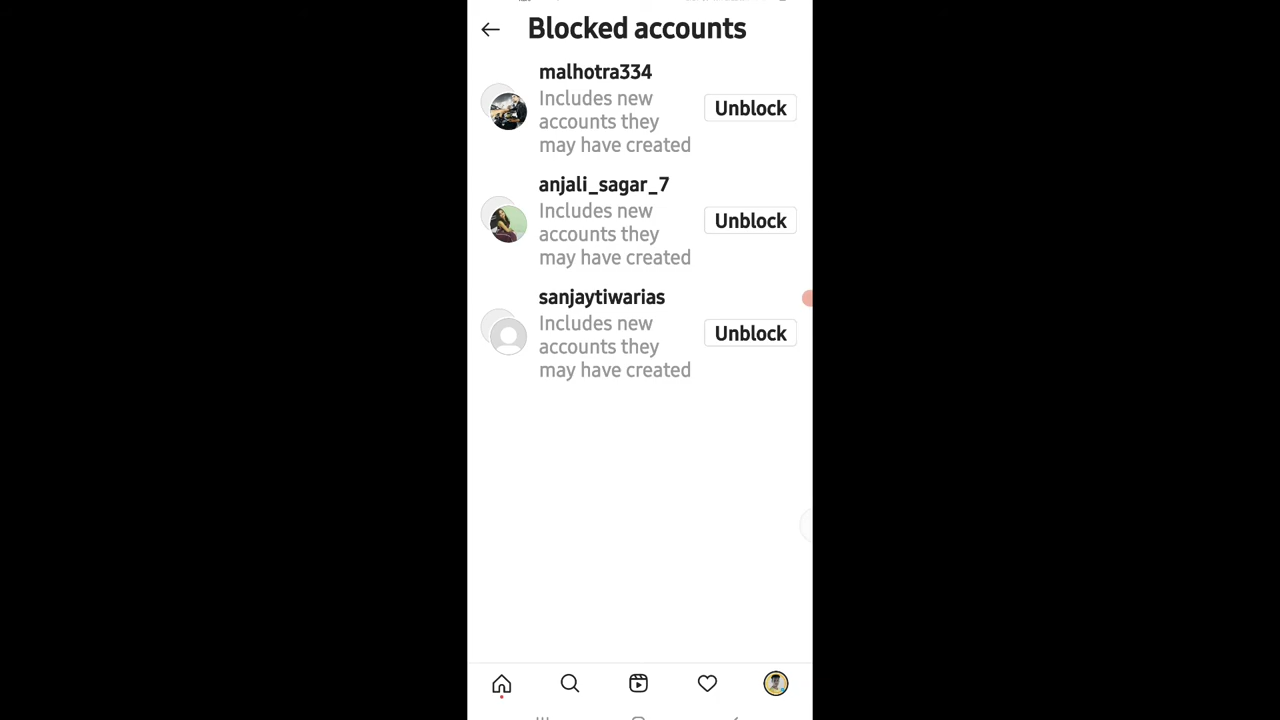 Blocked accounts
malhotra334
Includes new
accounts they
may have created
Unblock
anjali_sagar_7
Includes new
accounts they
may have created
Unblock
sanjaytiwarias
Includes new
accounts they
may have created
Unblock